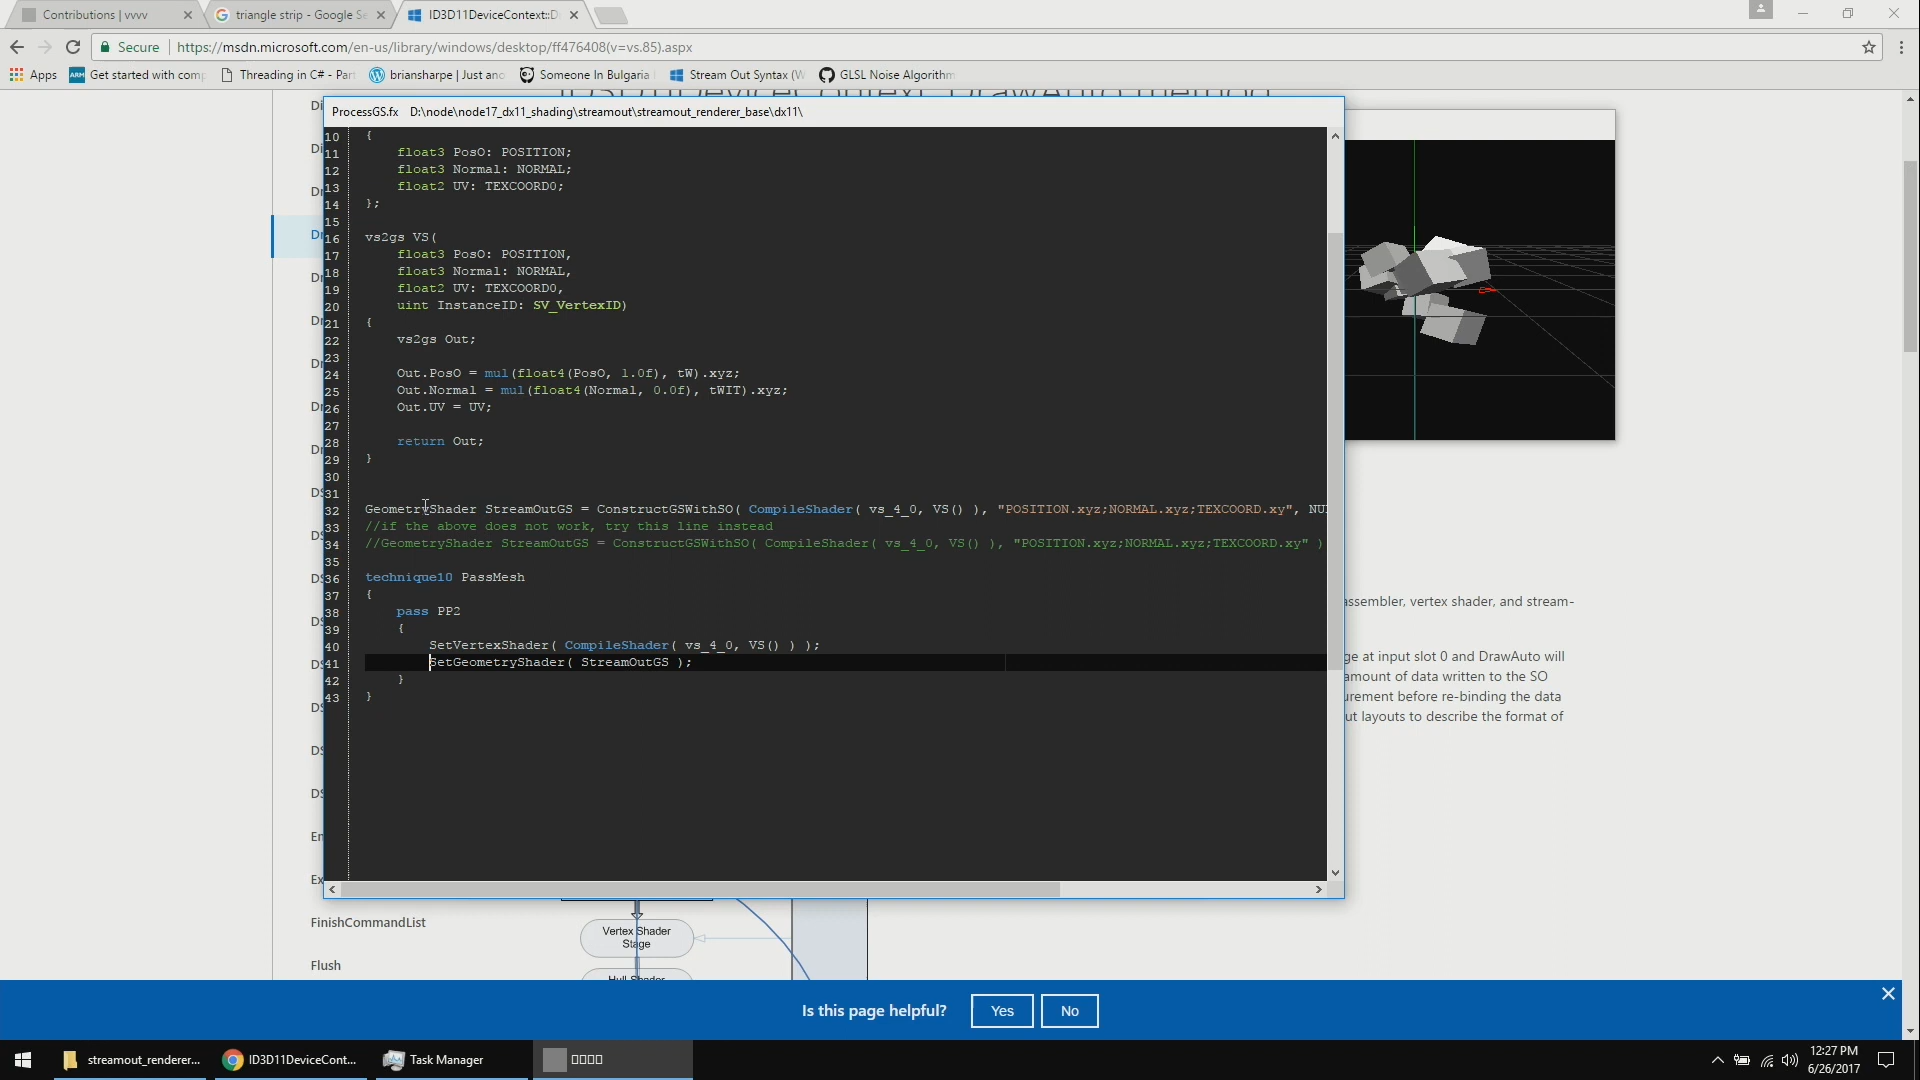 Contributions | vvvv
triangle strip - Google Se
ID3D11DeviceContext::D
Secure
https://msdn.microsoft.com/en-us/library/windows/desktop/ff476408(v=vs.85).aspx
Apps
Get started with comp
Threading in C# - Par
briansharpe | Just ano
Someone In Bulgaria
Stream Out Syntax (W
GLSL Noise Algorithm
ProcessGS.fx D:\node\node17_dx11_shading\streamout\streamout_renderer_base\dx11\
10 {
11 float3 PosO: POSITION;
12 float3 Normal: NORMAL;
13 float2 UV: TEXCOORD0;
14 };
15
16 vs2gs VS(
17 float3 PosO: POSITION,
18 float3 Normal: NORMAL,
19 float2 UV: TEXCOORD0,
20 uint InstanceID: SV_VertexID)
21 {
22 vs2gs Out;
23
24 Out.PosO = mul(float4(PosO, 1.0f), tW).xyz;
25 Out.Normal = mul(float4(Normal, 0.0f), tWIT).xyz;
26 Out.UV = UV;
27
28 return Out;
29 }
30
31
32 GeometryShader StreamOutGS = ConstructGSWithSO( CompileShader( vs_4_0, VS() ), "POSITION.xyz;NORMAL.xyz;TEXCOORD.xy", NU
33 //if the above does not work, try this line instead
34 //GeometryShader StreamOutGS = ConstructGSWithSO( CompileShader( vs_4_0, VS() ), "POSITION.xyz;NORMAL.xyz;TEXCOORD.xy" )
35
36 technique10 PassMesh
37 {
38 pass PP2
39 {
40 SetVertexShader( CompileShader( vs_4_0, VS() ) );
41 SetGeometryShader( StreamOutGS );
42 }
43 }
assembler, vertex shader, and stream-
ge at input slot 0 and DrawAuto will
amount of data written to the SO
urement before re-binding the data
ut layouts to describe the format of
FinishCommandList
Flush
Vertex Shader
Stage
Hull Shader
Is this page helpful?
Yes
No
streamout_renderer...
ID3D11DeviceCont...
Task Manager
12:27 PM
6/26/2017